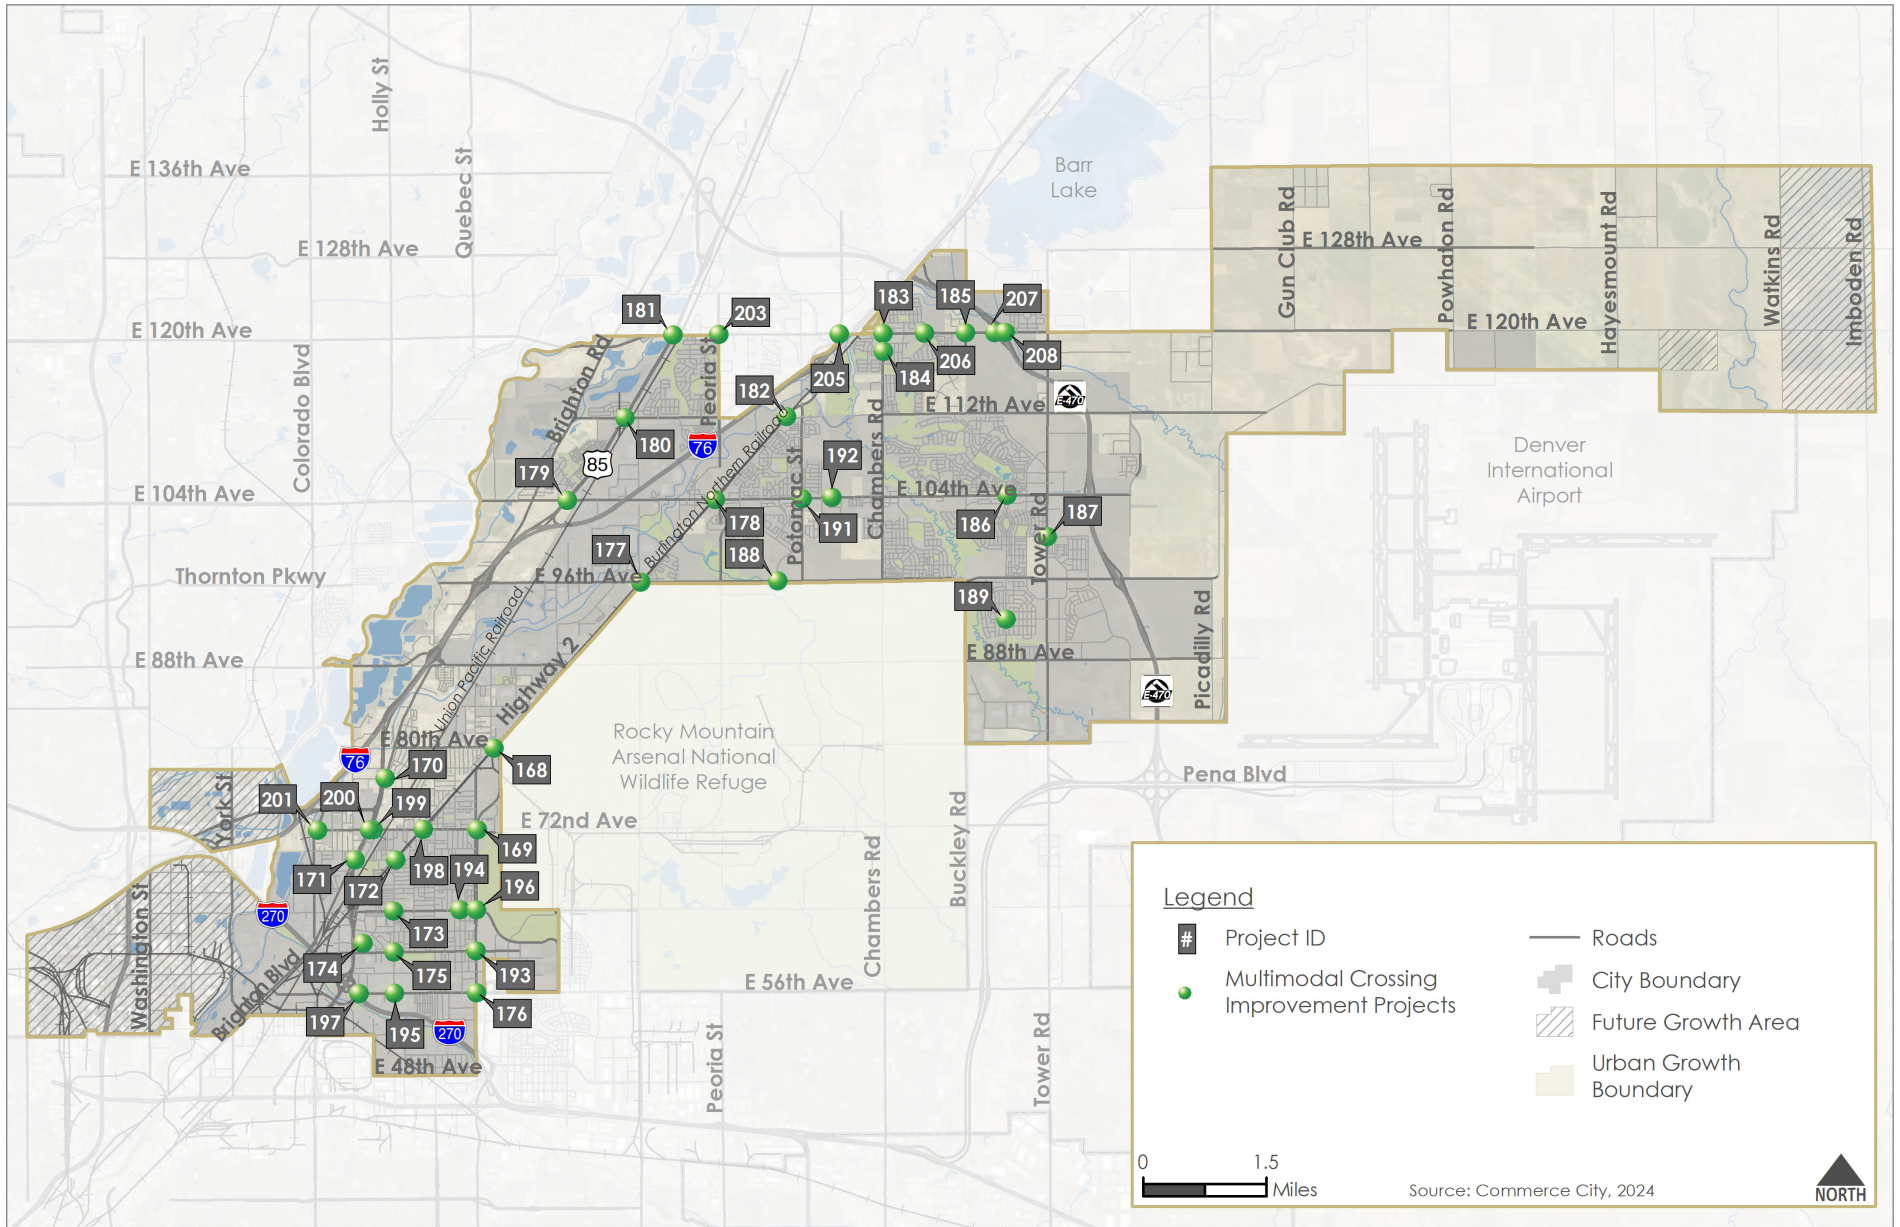 Holly St
Quebec St
E 136th Ave
Barr
Lake
E 128th Ave
Gun Club Rd
E 128th Ave
Powhaton Rd
Hayesmount Rd
Watkins Rd
Imboden Rd
E 120th Ave
181
203
183
185
207
E 120th Ave
Colorado Blvd
Brighton Rd
Peoria St
205
184
206
208
182
E 112th Ave
E-470
180
76
85
Burlington Northern Railroad
Potomac St
Chambers Rd
192
Denver
International
Airport
179
E 104th Ave
E 104th Ave
178
191
186
Tower Rd
187
177
188
E 96th Ave
Thornton Pkwy
189
Picadilly Rd
Union Pacific Railroad
E 88th Ave
E 88th Ave
Highway 2
E-470
Rocky Mountain
Arsenal National
Wildlife Refuge
E 80th Ave
76
170
168
Pena Blvd
York St
201
200
199
E 72nd Ave
Buckley Rd
Chambers Rd
169
171
172
198
194
196
Washington St
270
173
174
175
193
E 56th Ave
Brighton Blvd
85
197
195
270
176
Peoria St
Tower Rd
E 48th Ave
Legend
# Project ID
Multimodal Crossing
Improvement Projects
Roads
City Boundary
Future Growth Area
Urban Growth
Boundary
0 1.5
Miles
Source: Commerce City, 2024
NORTH